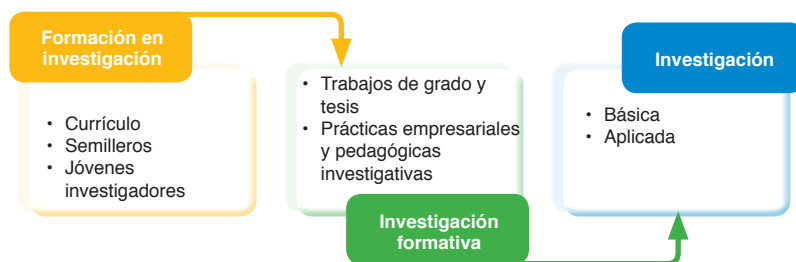 Formación en
investigación
• Currículo
• Semilleros
• Jóvenes
investigadores
• Trabajos de grado y
tesis
• Prácticas empresariales
y pedagógicas
investigativas
Investigación
formativa
Investigación
• Básica
• Aplicada